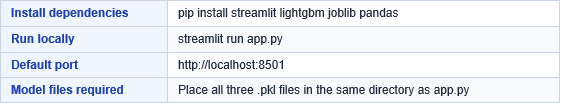 Install dependencies pip install streamlit lightgbm joblib pandas
Run locally streamlit run app.py
Default port http://localhost:8501
Model files required Place all three .pkl files in the same directory as app.py